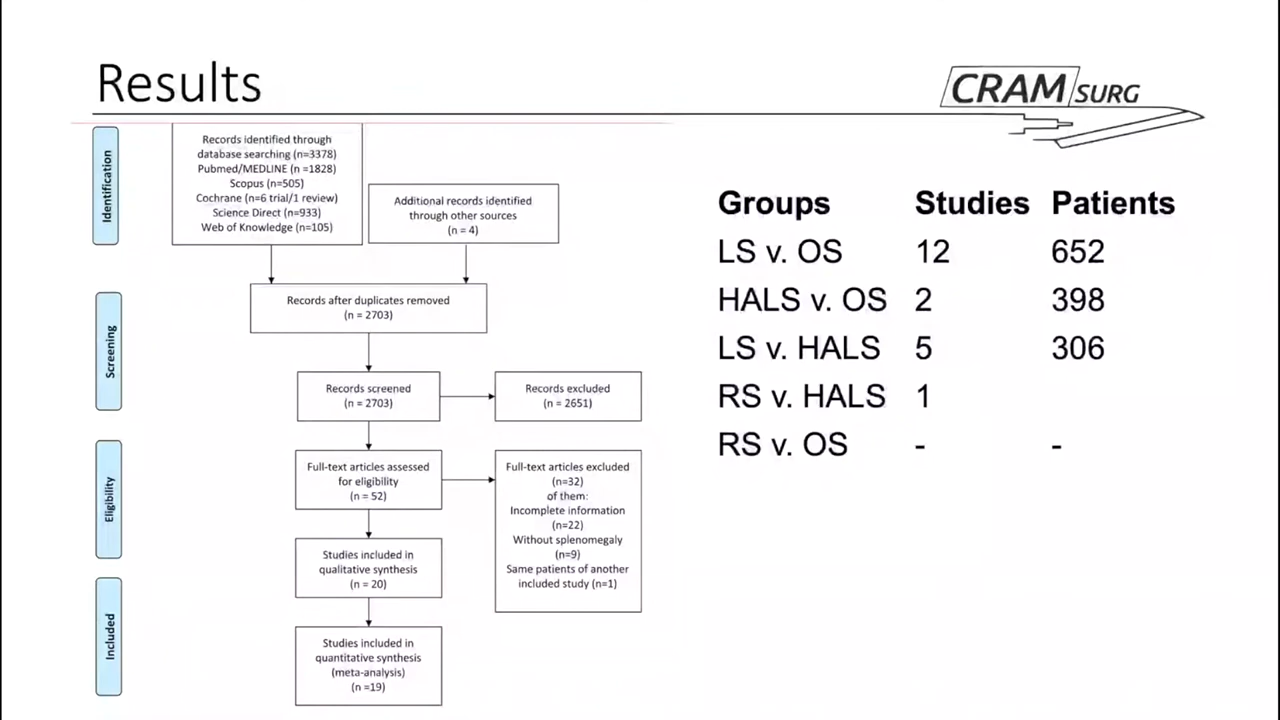 Results
CRAM SURG
Identification
Records identified through
database searching (n=3378)
Pubmed/MEDLINE (n =1828)
Scopus (n=505)
Cochrane (n=6 trial/1 review)
Science Direct (n=933)
Web of Knowledge (n=105)
Additional records identified
through other sources
(n = 4)
Screening
Records after duplicates removed
(n = 2703)
Records screened
(n = 2703)
Records excluded
(n = 2651)
Eligibility
Full-text articles assessed
for eligibility
(n = 52)
Full-text articles excluded
(n=32)
of them:
Incomplete information
(n=22)
Without splenomegaly
(n=9)
Same patients of another
included study (n=1)
Studies included in
qualitative synthesis
(n = 20)
Included
Studies included in
quantitative synthesis
(meta-analysis)
(n =19)
Groups Studies Patients
LS v. OS 12 652
HALS v. OS 2 398
LS v. HALS 5 306
RS v. HALS 1
RS v. OS - -